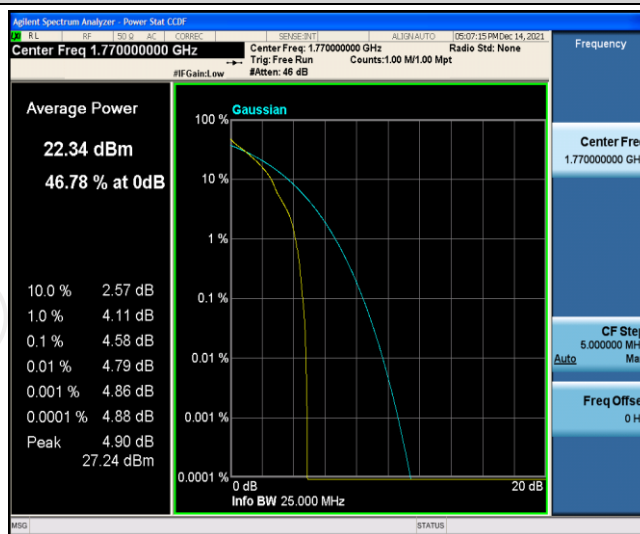 Agilent Spectrum Analyzer - Power Stat CCDF
RL RF 50 Ω AC CORREC SENSE:INT ALIGNAUTO 05:07:15 PM Dec 14, 2021
Center Freq 1.770000000 GHz
Center Freq: 1.770000000 GHz Radio Std: None
Trig: Free Run Counts:1.00 M/1.00 Mpt
#IFGain:Low #Atten: 46 dB
Frequency
Average Power
22.34 dBm
46.78 % at 0dB
10.0 % 2.57 dB
1.0 % 4.11 dB
0.1 % 4.58 dB
0.01 % 4.79 dB
0.001 % 4.86 dB
0.0001 % 4.88 dB
Peak 4.90 dB
27.24 dBm
Gaussian
100 %
10 %
1 %
0.1 %
0.01 %
0.001 %
0.0001 %
0 dB 20 dB
Info BW 25.000 MHz
Center Fre
1.770000000 GH
CF Ste
5.000000 MH
Auto Ma
Freq Offse
0 H
MSG STATUS